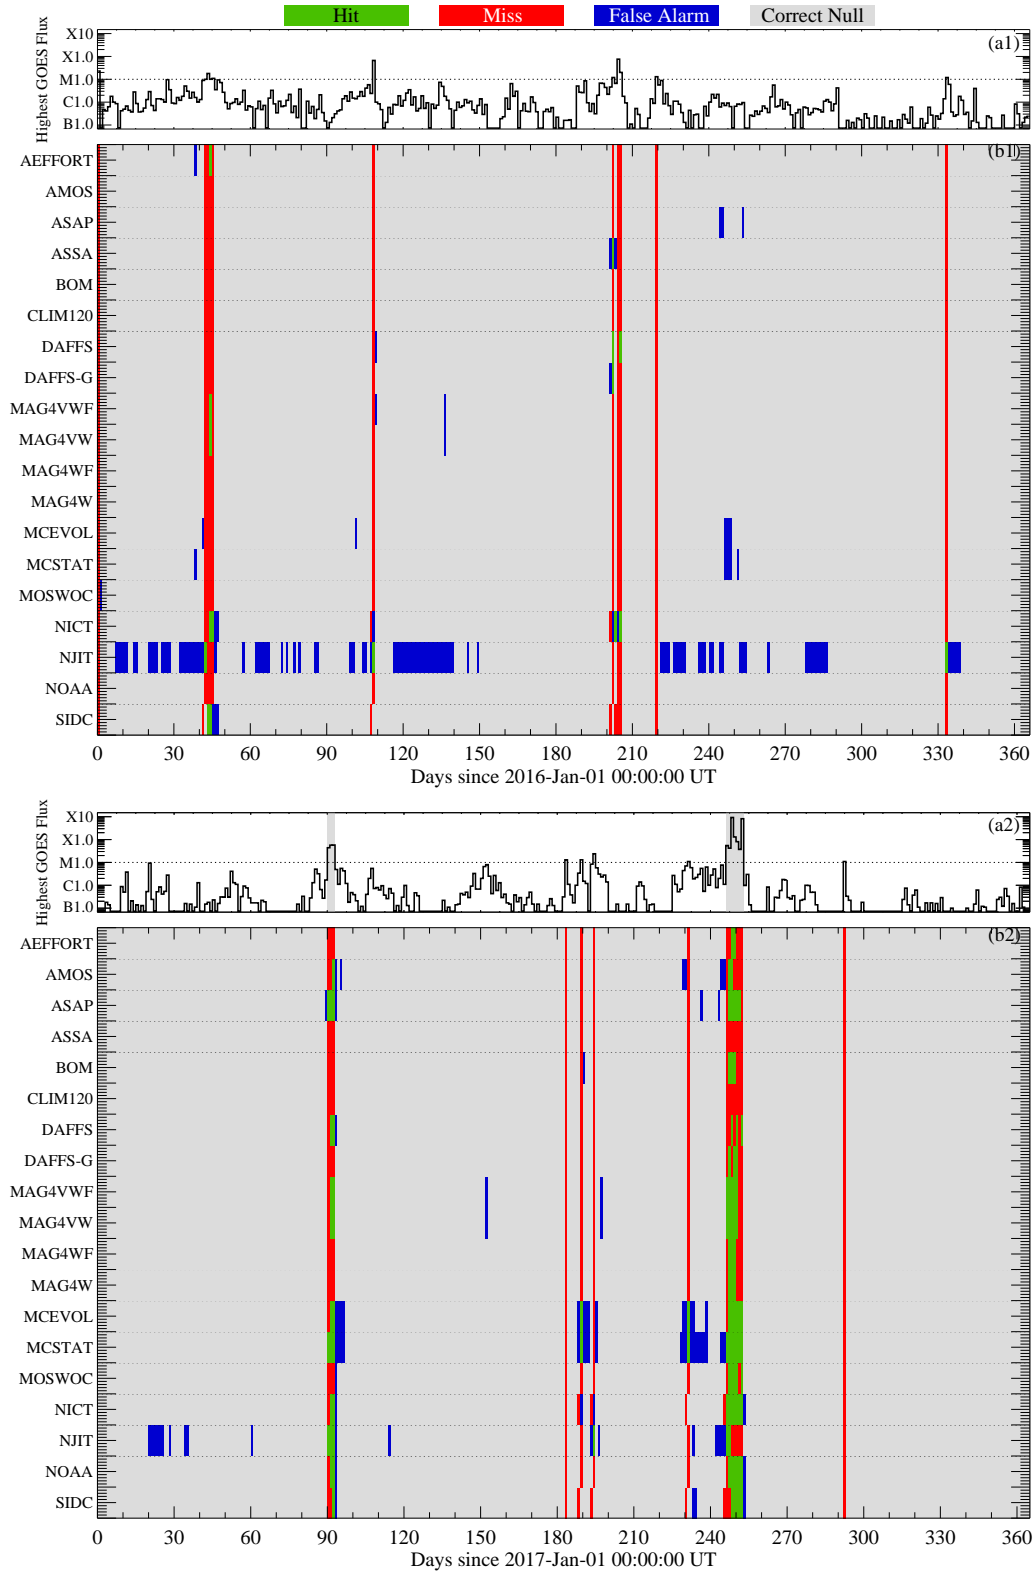 Hit Miss False Alarm Correct Null
Highest GOES Flux
X10
X1.0
M1.0
C1.0
B1.0
(a1)
(b1)
AEFFORT
AMOS
ASAP
ASSA
BOM
CLIM120
DAFFS
DAFFS-G
MAG4VWF
MAG4VW
MAG4WF
MAG4W
MCEVOL
MCSTAT
MOSWOC
NICT
NJIT
NOAA
SIDC
0 30 60 90 120 150 180 210 240 270 300 330 360
Days since 2016-Jan-01 00:00:00 UT
Highest GOES Flux
X10
X1.0
M1.0
C1.0
B1.0
(a2)
(b2)
AEFFORT
AMOS
ASAP
ASSA
BOM
CLIM120
DAFFS
DAFFS-G
MAG4VWF
MAG4VW
MAG4WF
MAG4W
MCEVOL
MCSTAT
MOSWOC
NICT
NJIT
NOAA
SIDC
0 30 60 90 120 150 180 210 240 270 300 330 360
Days since 2017-Jan-01 00:00:00 UT